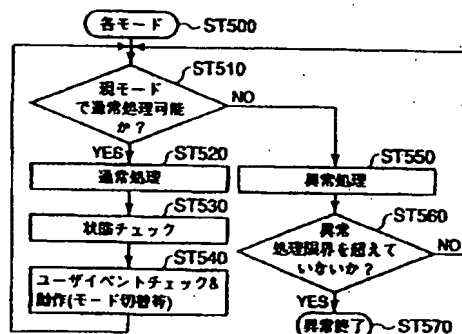 各モード
ST500
ST510
現モード
で通常処理可能
か?
NO
YES
ST520
通常処理
ST550
異常処理
ST530
状態チェック
ST560
異常
処理限界を超えて
いないか?
NO
ST540
ユーザイベントチェック&
動作(モード切替等)
YES
異常終了
ST570